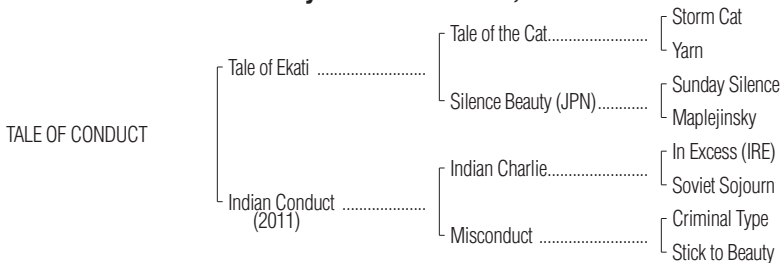 Storm Cat
Tale of the Cat......................
Yarn
Tale of Ekati ..........................
Sunday Silence
Silence Beauty (JPN)............
Maplejinsky
TALE OF CONDUCT
In Excess (IRE)
Indian Charlie.......................
Soviet Sojourn
Indian Conduct ....................
(2011)
Criminal Type
Misconduct ..........................
Stick to Beauty